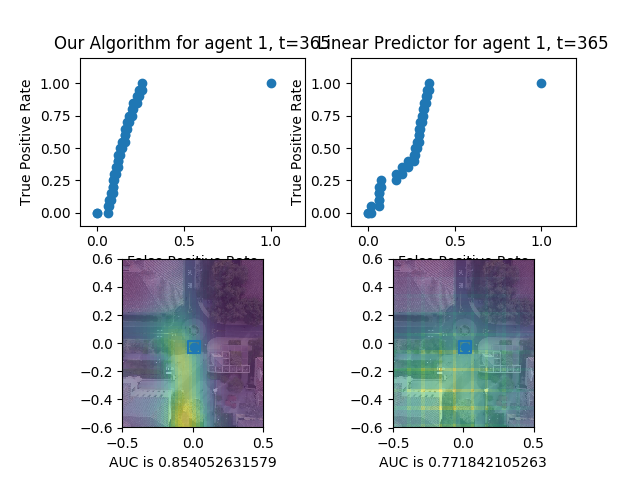 Our Algorithm for agent 1, t=365
Linear Predictor for agent 1, t=365
True Positive Rate
1.00
0.75
0.50
0.25
0.00
0.0 0.5 1.0
False Positive Rate
True Positive Rate
1.00
0.75
0.50
0.25
0.00
0.0 0.5 1.0
False Positive Rate
0.6
0.4
0.2
0.0
−0.2
−0.4
−0.6
−0.5 0.0 0.5
AUC is 0.854052631579
0.6
0.4
0.2
0.0
−0.2
−0.4
−0.6
−0.5 0.0 0.5
AUC is 0.771842105263